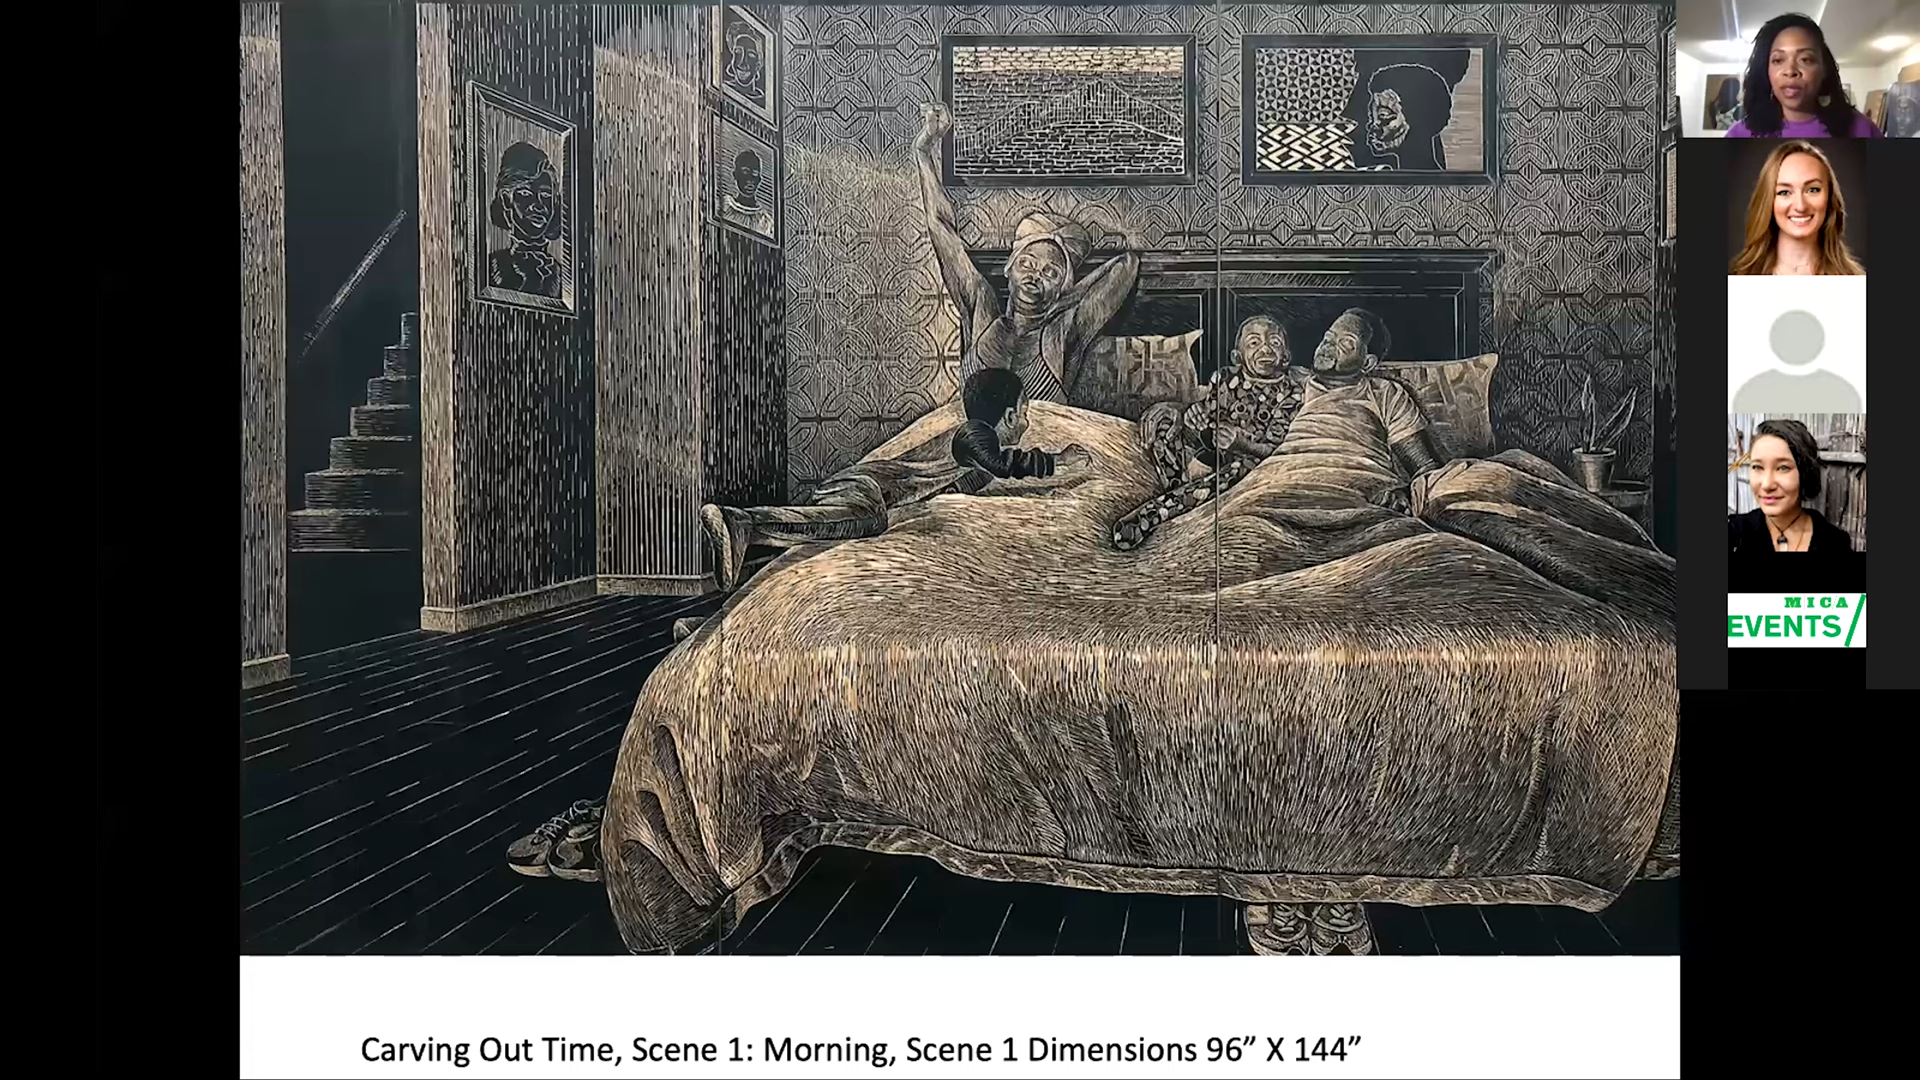 MICA
EVENTS/
Carving Out Time, Scene 1: Morning, Scene 1 Dimensions 96” X 144”